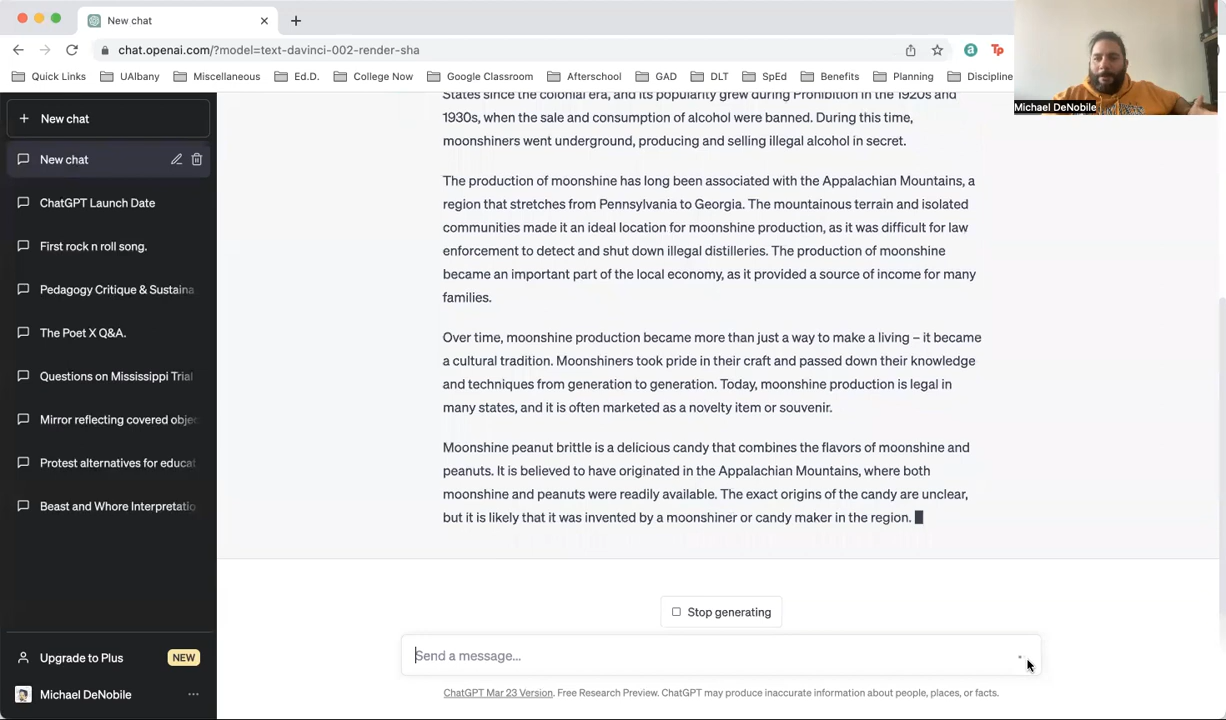 New chat
chat.openai.com/?model=text-davinci-002-render-sha
Quick Links
UAlbany
Miscellaneous
Ed.D.
College Now
Google Classroom
Afterschool
GAD
DLT
SpEd
Benefits
Planning
Discipline
Tp
Michael DeNobile
New chat
New chat
ChatGPT Launch Date
First rock n roll song.
Pedagogy Critique & Sustaina
The Poet X Q&A.
Questions on Mississippi Trial
Mirror reflecting covered objec
Protest alternatives for educat
Beast and Whore Interpretatio
Upgrade to Plus
NEW
Michael DeNobile
States since the colonial era, and its popularity grew during Prohibition in the 1920s and
1930s, when the sale and consumption of alcohol were banned. During this time,
moonshiners went underground, producing and selling illegal alcohol in secret.
The production of moonshine has long been associated with the Appalachian Mountains, a
region that stretches from Pennsylvania to Georgia. The mountainous terrain and isolated
communities made it an ideal location for moonshine production, as it was difficult for law
enforcement to detect and shut down illegal distilleries. The production of moonshine
became an important part of the local economy, as it provided a source of income for many
families.
Over time, moonshine production became more than just a way to make a living – it became
a cultural tradition. Moonshiners took pride in their craft and passed down their knowledge
and techniques from generation to generation. Today, moonshine production is legal in
many states, and it is often marketed as a novelty item or souvenir.
Moonshine peanut brittle is a delicious candy that combines the flavors of moonshine and
peanuts. It is believed to have originated in the Appalachian Mountains, where both
moonshine and peanuts were readily available. The exact origins of the candy are unclear,
but it is likely that it was invented by a moonshiner or candy maker in the region.
Stop generating
Send a message...
ChatGPT Mar 23 Version. Free Research Preview. ChatGPT may produce inaccurate information about people, places, or facts.